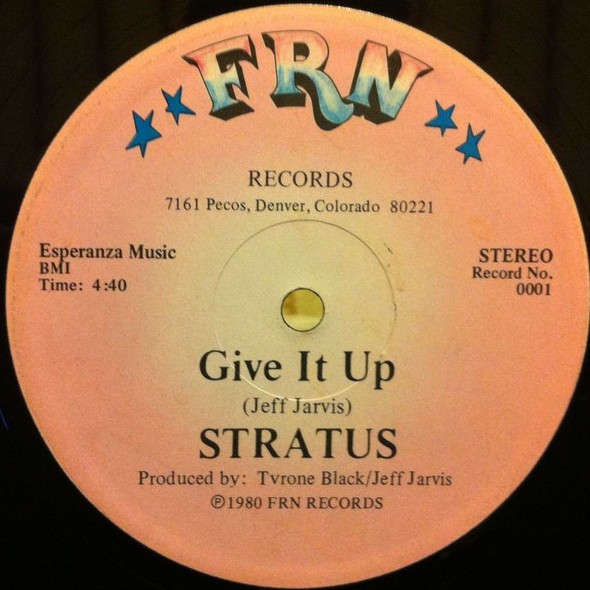 FRN
RECORDS
7161 Pecos, Denver, Colorado 80221
Esperanza Music
BMI
Time: 4:40
STEREO
Record No.
0001
Give It Up
(Jeff Jarvis)
STRATUS
Produced by: Tvrone Black/Jeff Jarvis
℗1980 FRN RECORDS